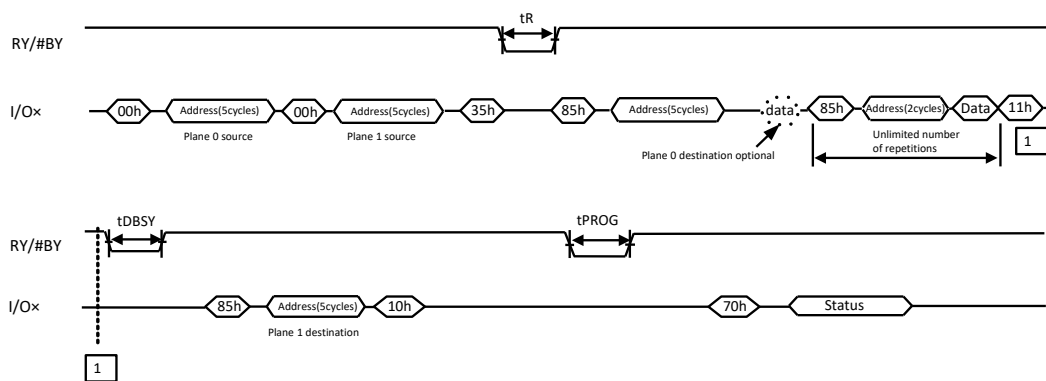 tR
RY/#BY
I/O×
00h Address(5cycles) 00h Address(5cycles) 35h 85h Address(5cycles) data 85h Address(2cycles) Data 11h
Plane 0 source Plane 1 source
Plane 0 destination optional
Unlimited number
of repetitions
1
tDBSY tPROG
RY/#BY
I/O×
85h Address(5cycles) 10h 70h Status
Plane 1 destination
1